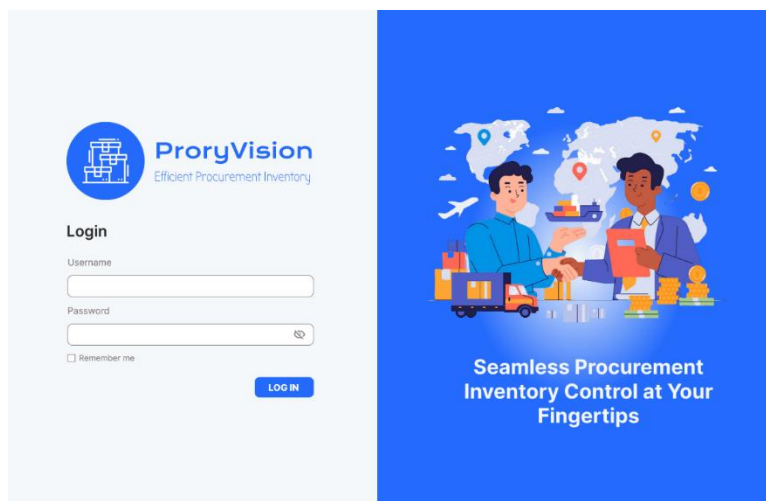 ProryVision
Efficient Procurement Inventory
Login
Username
Password
Remember me
LOG IN
Seamless Procurement
Inventory Control at Your
Fingertips